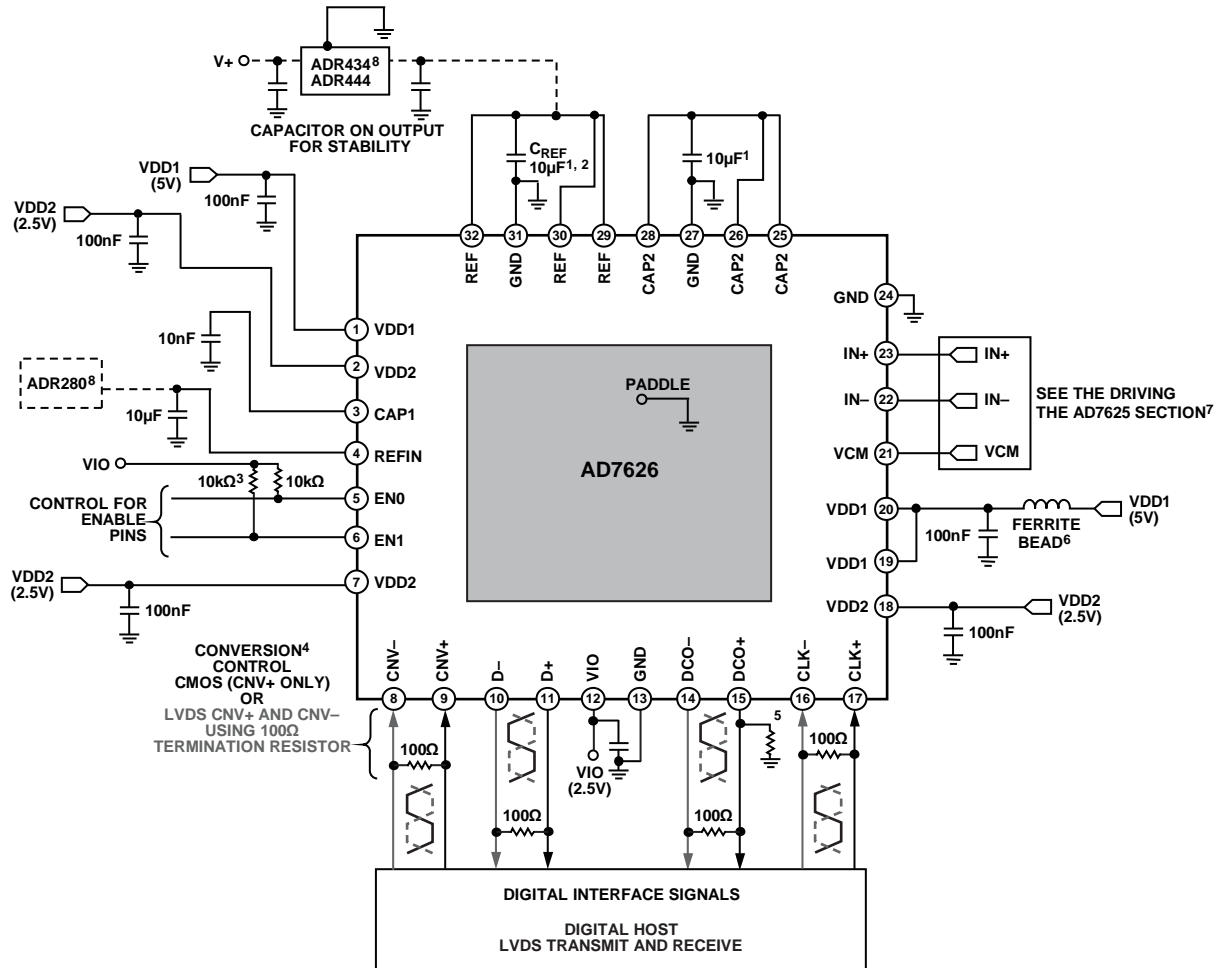 V+
ADR434⁸
ADR444
CAPACITOR ON OUTPUT
FOR STABILITY
VDD1
(5V)
100nF
VDD2
(2.5V)
100nF
CREF
10µF1, 2
10µF1
32
31
30
29
28
27
26
25
REF
GND
REF
REF
CAP2
GND
CAP2
CAP2
GND
24
10nF
1
VDD1
2
VDD2
3
CAP1
4
REFIN
5
EN0
6
EN1
7
VDD2
ADR280⁸
10µF
VIO
10kΩ³
10kΩ
CONTROL FOR
ENABLE
PINS
VDD2
(2.5V)
100nF
PADDLE
AD7626
IN+
23
IN+
IN–
22
IN–
VCM
21
VCM
SEE THE DRIVING
THE AD7625 SECTION⁷
VDD1
20
VDD1
(5V)
100nF
FERRITE
BEAD⁶
VDD1
19
VDD2
18
VDD2
(2.5V)
100nF
CONVERSION⁴
CONTROL
CMOS (CNV+ ONLY)
OR
LVDS CNV+ AND CNV–
USING 100Ω
TERMINATION RESISTOR
CNV-
CNV+
D–
D+
VIO
GND
DCO–
DCO+
CLK–
CLK+
8
9
10
11
12
13
14
15
16
17
5
100Ω
100Ω
VIO
(2.5V)
100Ω
100Ω
DIGITAL INTERFACE SIGNALS
DIGITAL HOST
LVDS TRANSMIT AND RECEIVE